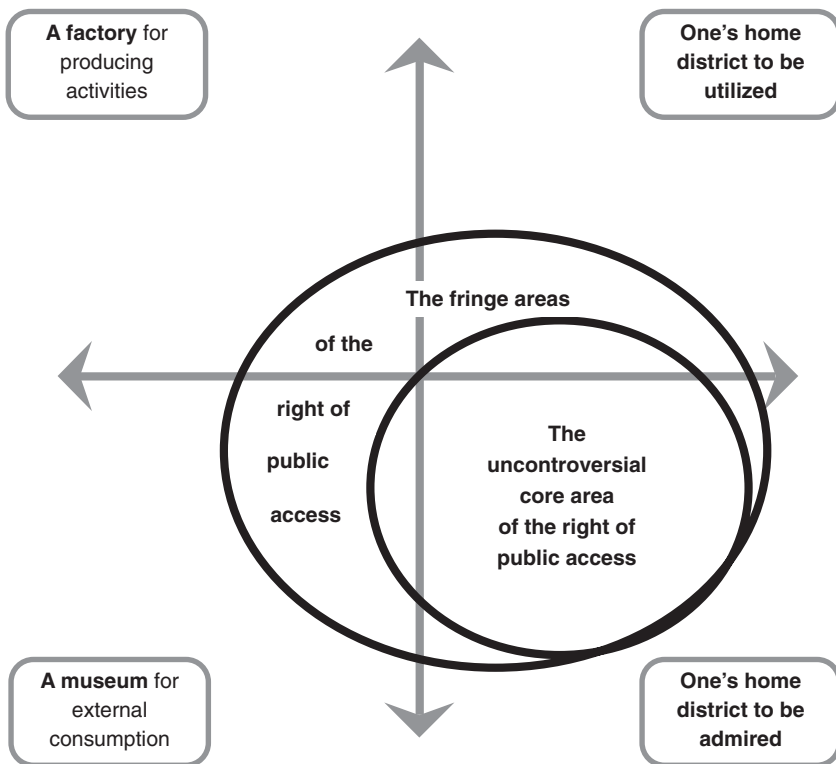 A factory for
producing
activities
One's home
district to be
utilized
The fringe areas
of the
right of
public
access
The
uncontroversial
core area
of the right of
public access
A museum for
external
consumption
One's home
district to be
admired